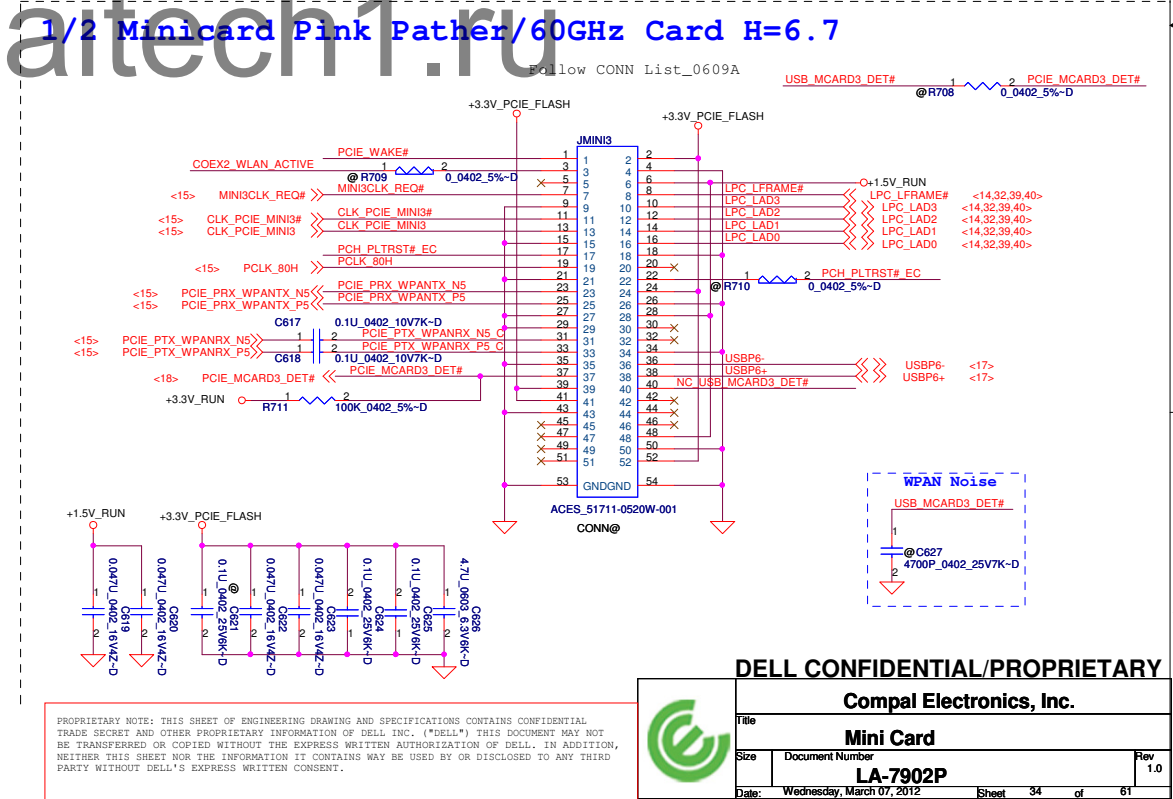 aitech1.ru
1/2 Minicard Pink Pather/60GHz Card H=6.7
Follow CONN List_0609A
USB_MCARD3_DET# 1 2 PCIE_MCARD3_DET#
@R708 0_0402_5%~D
+3.3V_PCIE_FLASH
+3.3V_PCIE_FLASH
JMINI3
PCIE_WAKE# 1 1 2 2
COEX2_WLAN_ACTIVE 1 2 3 3 4 4
@R709 0_0402_5%~D 5 5 6 6 +1.5V_RUN
<15> MINI3CLK_REQ# MINI3CLK_REQ# 7 7 8 8 LPC_LFRAME# LPC_LFRAME# <14,32,39,40>
9 9 10 10 LPC_LAD3 LPC_LAD3 <14,32,39,40>
<15> CLK_PCIE_MINI3# CLK_PCIE_MINI3# 11 11 12 12 LPC_LAD2 LPC_LAD2 <14,32,39,40>
<15> CLK_PCIE_MINI3 CLK_PCIE_MINI3 13 13 14 14 LPC_LAD1 LPC_LAD1 <14,32,39,40>
15 15 16 16 LPC_LAD0 LPC_LAD0 <14,32,39,40>
PCH_PLTRST#_EC 17 17 18 18
<15> PCLK_80H PCLK_80H 19 19 20 20
21 21 22 22 1 2 PCH_PLTRST#_EC
<15> PCIE_PRX_WPANTX_N5 PCIE_PRX_WPANTX_N5 23 23 24 24 @R710 0_0402_5%~D
<15> PCIE_PRX_WPANTX_P5 PCIE_PRX_WPANTX_P5 25 25 26 26
27 27 28 28
C617 0.1U_0402_10V7K~D 29 29 30 30
<15> PCIE_PTX_WPANRX_N5 1 2 PCIE_PTX_WPANRX_N5_C 31 31 32 32
<15> PCIE_PTX_WPANRX_P5 1 2 PCIE_PTX_WPANRX_P5_C 33 33 34 34
C618 0.1U_0402_10V7K~D 35 35 36 36 USBP6- USBP6- <17>
<18> PCIE_MCARD3_DET# PCIE_MCARD3_DET# 37 37 38 38 USBP6+ USBP6+ <17>
39 39 40 40 NC_USB_MCARD3_DET#
+3.3V_RUN 1 2 41 41 42 42
R711 100K_0402_5%~D 43 43 44 44
45 45 46 46
47 47 48 48
49 49 50 50
51 51 52 52
53 GND GND 54
ACES_51711-0520W-001
CONN@
WPAN Noise
USB_MCARD3_DET#
1
@C627
4700P_0402_25V7K~D
2
+1.5V_RUN
+3.3V_PCIE_FLASH
1 2 C619 0.047U_0402_16V4Z~D
1 2 C620 0.047U_0402_16V4Z~D
1 2 @ C621 0.1U_0402_25V6K~D
1 2 C622 0.047U_0402_16V4Z~D
1 2 C623 0.047U_0402_16V4Z~D
2 1 C624 0.1U_0402_25V6K~D
2 1 C625 0.1U_0402_25V6K~D
1 2 C626 4.7U_0603_6.3V6K~D
DELL CONFIDENTIAL/PROPRIETARY
Compal Electronics, Inc.
Title
Mini Card
Size Document Number Rev
LA-7902P 1.0
Date: Wednesday, March 07, 2012 Sheet 34 of 61
PROPRIETARY NOTE: THIS SHEET OF ENGINEERING DRAWING AND SPECIFICATIONS CONTAINS CONFIDENTIAL
TRADE SECRET AND OTHER PROPRIETARY INFORMATION OF DELL INC. ("DELL") THIS DOCUMENT MAY NOT
BE TRANSFERRED OR COPIED WITHOUT THE EXPRESS WRITTEN AUTHORIZATION OF DELL. IN ADDITION,
NEITHER THIS SHEET NOR THE INFORMATION IT CONTAINS WAY BE USED BY OR DISCLOSED TO ANY THIRD
PARTY WITHOUT DELL'S EXPRESS WRITTEN CONSENT.